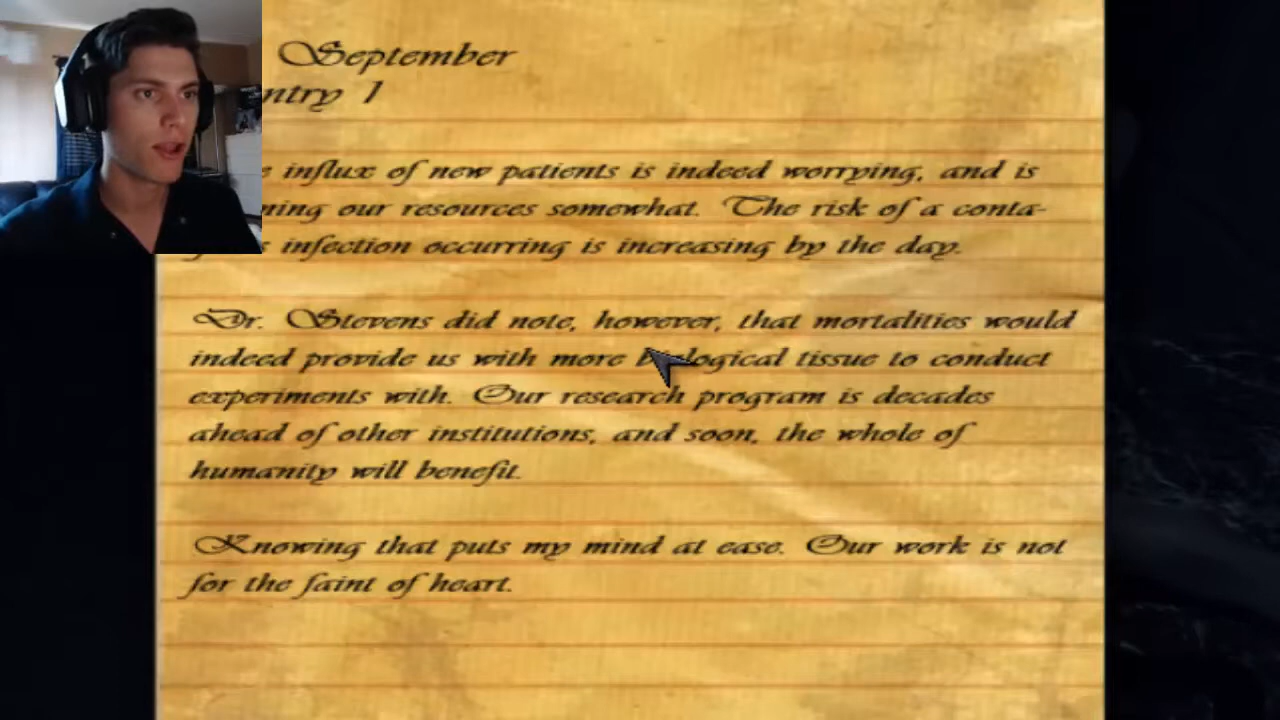 September
ntry 1
e influx of new patients is indeed worrying, and is
ning our resources somewhat. The risk of a conta-
s infection occurring is increasing by the day.
Dr. Stevens did note, however, that mortalities would
indeed provide us with more biological tissue to conduct
experiments with. Our research program is decades
ahead of other institutions, and soon, the whole of
humanity will benefit.
Knowing that puts my mind at ease. Our work is not
for the faint of heart.